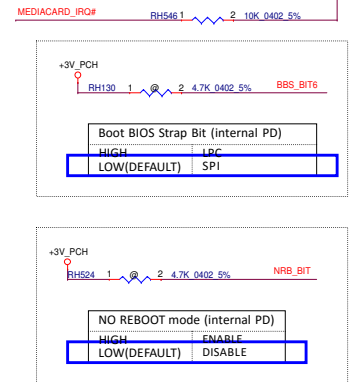 MEDIACARD_IRQ# RH546 1 2 10K_0402_5%
+3V_PCH
RH130 1 @ 2 4.7K_0402_5% BBS_BIT6
Boot BIOS Strap Bit (internal PD)
HIGH LPC
LOW(DEFAULT) SPI
+3V_PCH
RH524 1 @ 2 4.7K_0402_5% NRB_BIT
NO REBOOT mode (internal PD)
HIGH ENABLE
LOW(DEFAULT) DISABLE